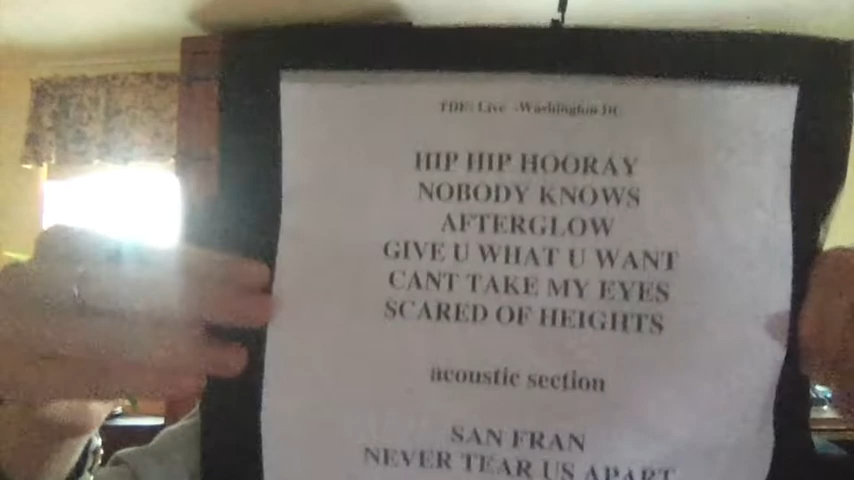 TDF: Live -Washington DC
HIP HIP HOORAY
NOBODY KNOWS
AFTERGLOW
GIVE U WHAT U WANT
CANT TAKE MY EYES
SCARED OF HEIGHTS
acoustic section
SAN FRAN
NEVER TEAR US APART